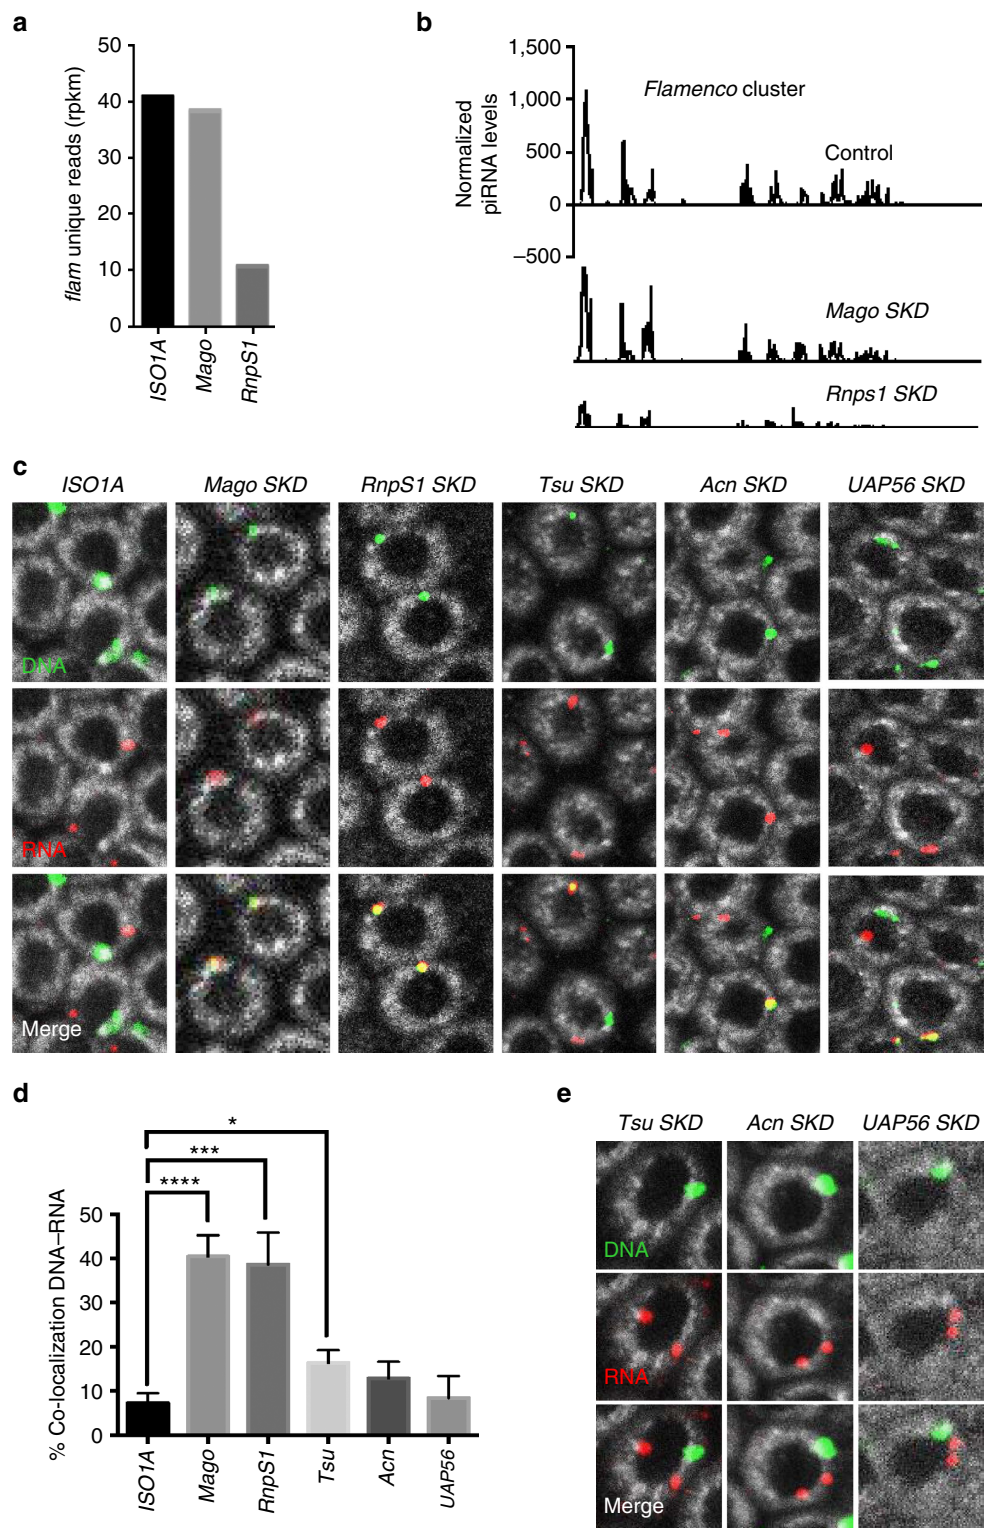 a
50
40
30
20
10
0
flam unique reads (rpkm)
ISO1A
Mago
RnpS1
b
1,500
1,000
500
0
–500
Normalized
piRNA levels
Flamenco cluster
Control
Mago SKD
Rnps1 SKD
c
ISO1A
Mago SKD
RnpS1 SKD
Tsu SKD
Acn SKD
UAP56 SKD
DNA
RNA
Merge
d
*
***
****
50
40
30
20
10
0
% Co-localization DNA–RNA
ISO1A
Mago
RnpS1
Tsu
Acn
UAP56
e
Tsu SKD
Acn SKD
UAP56 SKD
DNA
RNA
Merge